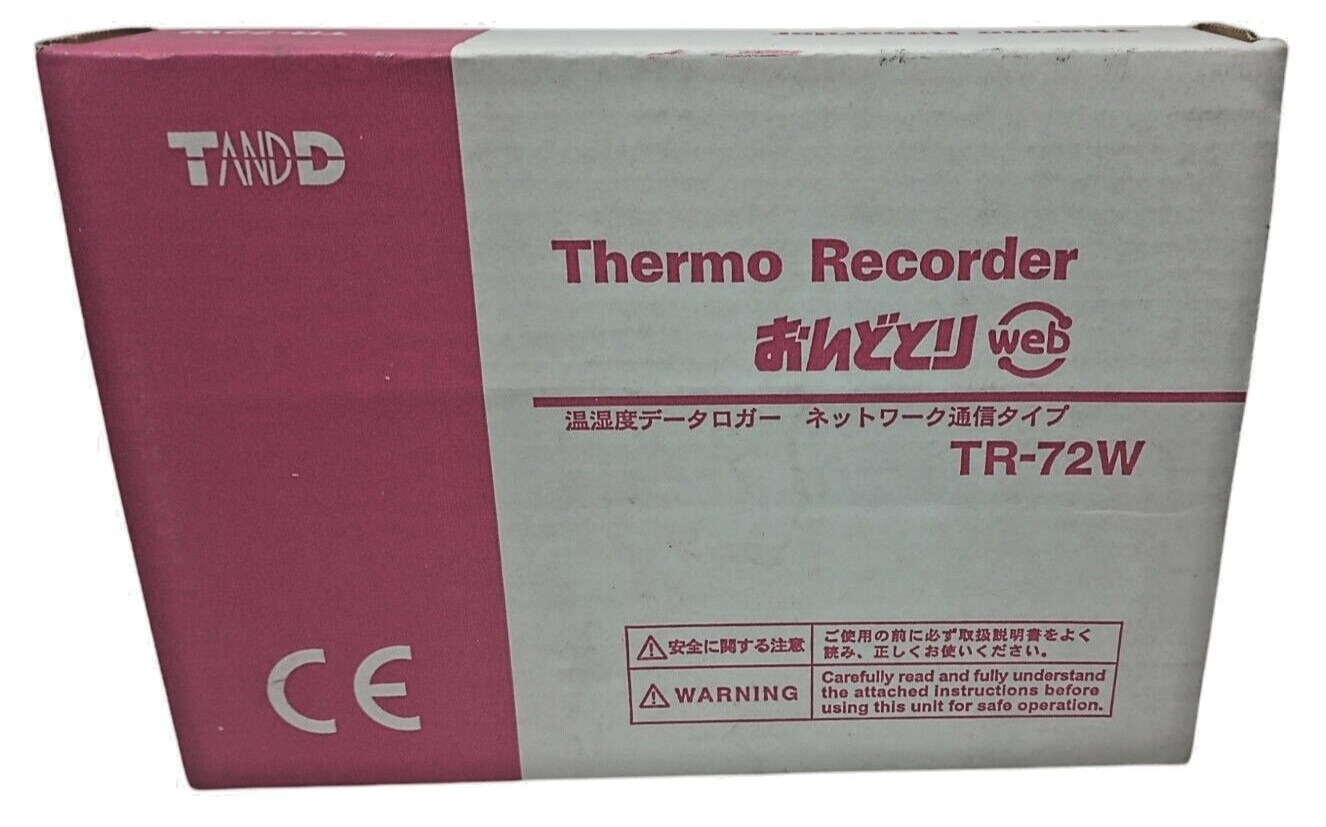 TR-72W
Thermo Recorder
TANDD
Thermo Recorder
おんどとり web
温湿度データロガー ネットワーク通信タイプ
TR-72W
安全に関する注意
ご使用の前に必ず取扱説明書をよく
読み、正しくお使いください。
WARNING
Carefully read and fully understand
the attached instructions before
using this unit for safe operation.
CE